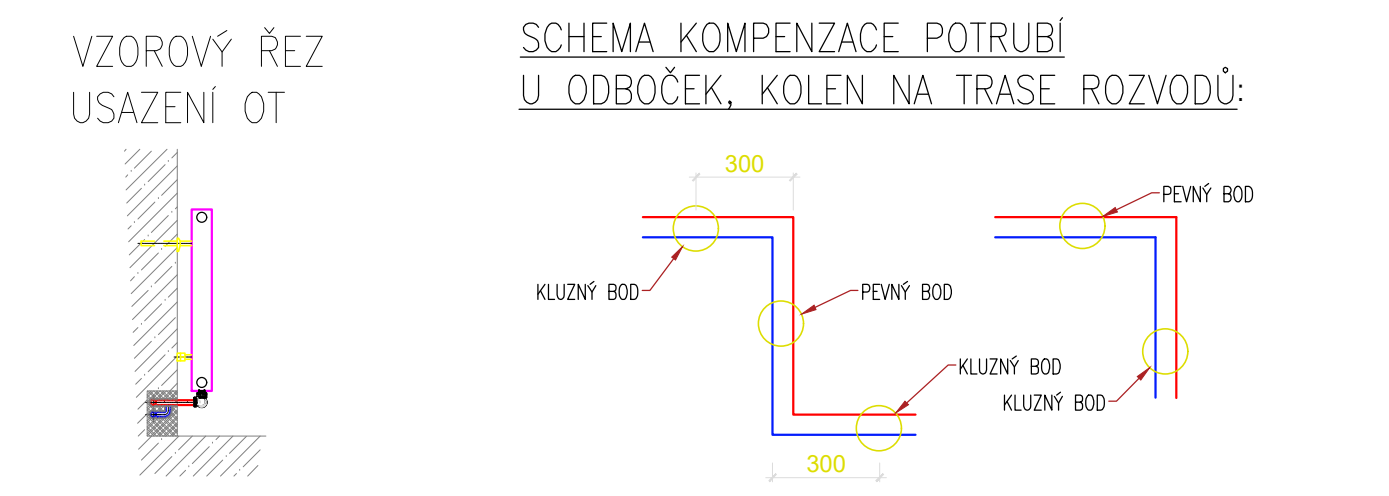 VZOROVÝ ŘEZ
USAZENÍ OT
SCHEMA KOMPENZACE POTRUBÍ
U ODBOČEK, KOLEN NA TRASE ROZVODŮ:
300
KLUZNÝ BOD
PEVNÝ BOD
KLUZNÝ BOD
300
PEVNÝ BOD
KLUZNÝ BOD